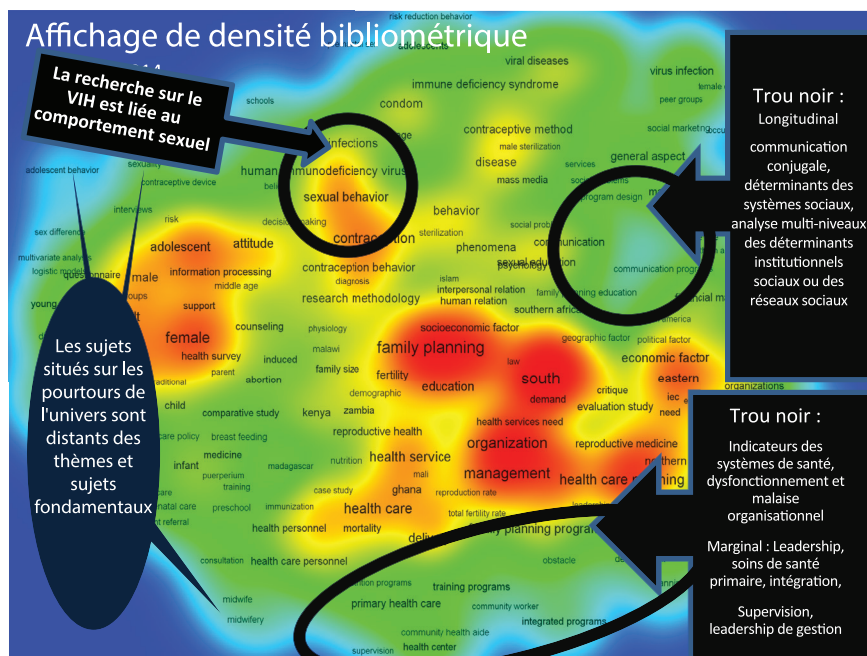 Affichage de densité bibliométrique
La recherche sur le
VIH est liée au
comportement sexuel
Trou noir :
Longitudinal
communication
conjugale,
déterminants des
systèmes sociaux,
analyse multi-niveaux
des déterminants
institutionnels
sociaux ou des
réseaux sociaux
Les sujets
situés sur les
pourtours de
l'univers sont
distants des
thèmes et
sujets
fondamentaux
Trou noir :
Indicateurs des
systèmes de santé,
dysfonctionnement et
malaise
organisationnel
Marginal : Leadership,
soins de santé
primaire, intégration,
Supervision,
leadership de gestion
risk reduction behavior
adolescents
viral diseases
virus infection
immune deficiency syndrome
schools
condom
peer groups
contraceptive method
social marketing
infections
male sterilization
disease
services
general aspect
adolescent behavior
sexuality
human
immunodeficiency virus
contraceptive device
mass media
program design
sexual behavior
interviews
risk
decision making
behavior
sex difference
contraception
sterilization
communication
adolescent
attitude
phenomena
multivariate analysis
sexual education
psychology
logistic model
questionnaire
male
information processing
contraception behavior
communication program
middle age
diagnosis
islam
interpersonal relation
research methodology
human relation
family planning education
support
southern africa
counseling
physiology
socioeconomic factor
geographic factor
political factor
female
family planning
health survey
induced
malawi
law
economic factor
parent
abortion
family size
fertility
south
eastern
education
demand
critique
organizations
demographic
iec
child
comparative study
kenya
zambia
evaluation study
need
reproductive health
health services need
care policy
breast feeding
organization
reproductive medicine
medicine
health service
infant
madagascar
nutrition
management
northern
puerperium
mali
training
case study
ghana
reproduction rate
preschool
immunization
health care
total fertility rate
health personnel
mortality
family planning program
consultation
health care personnel
obstacle
training programs
midwife
primary health care
community worker
midwifery
integrated programs
community health aide
supervision
health center